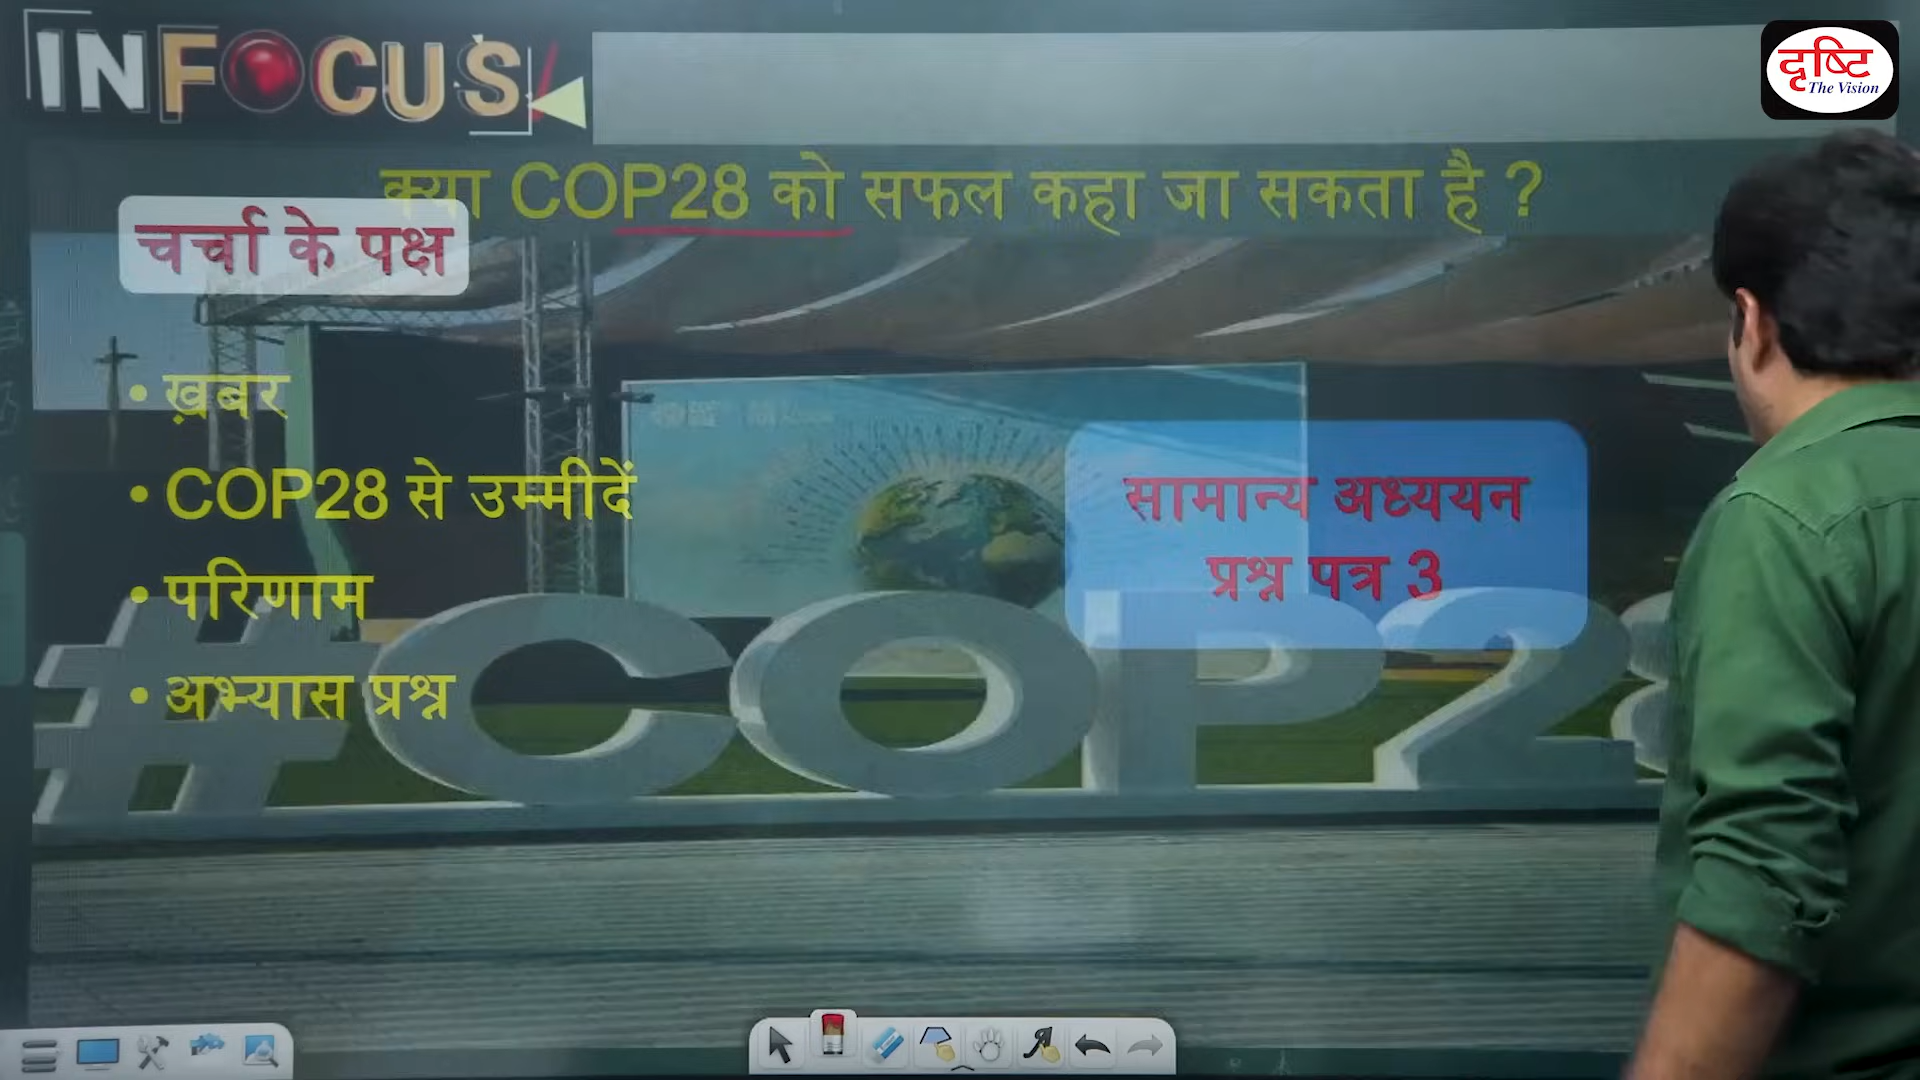 INFOCUS
दृष्टि
The Vision
क्या COP28 को सफल कहा जा सकता है ?
चर्चा के पक्ष
• ख़बर
• COP28 से उम्मीदें
• परिणाम
• अभ्यास प्रश्न
सामान्य अध्ययन
प्रश्न पत्र 3
#COP28